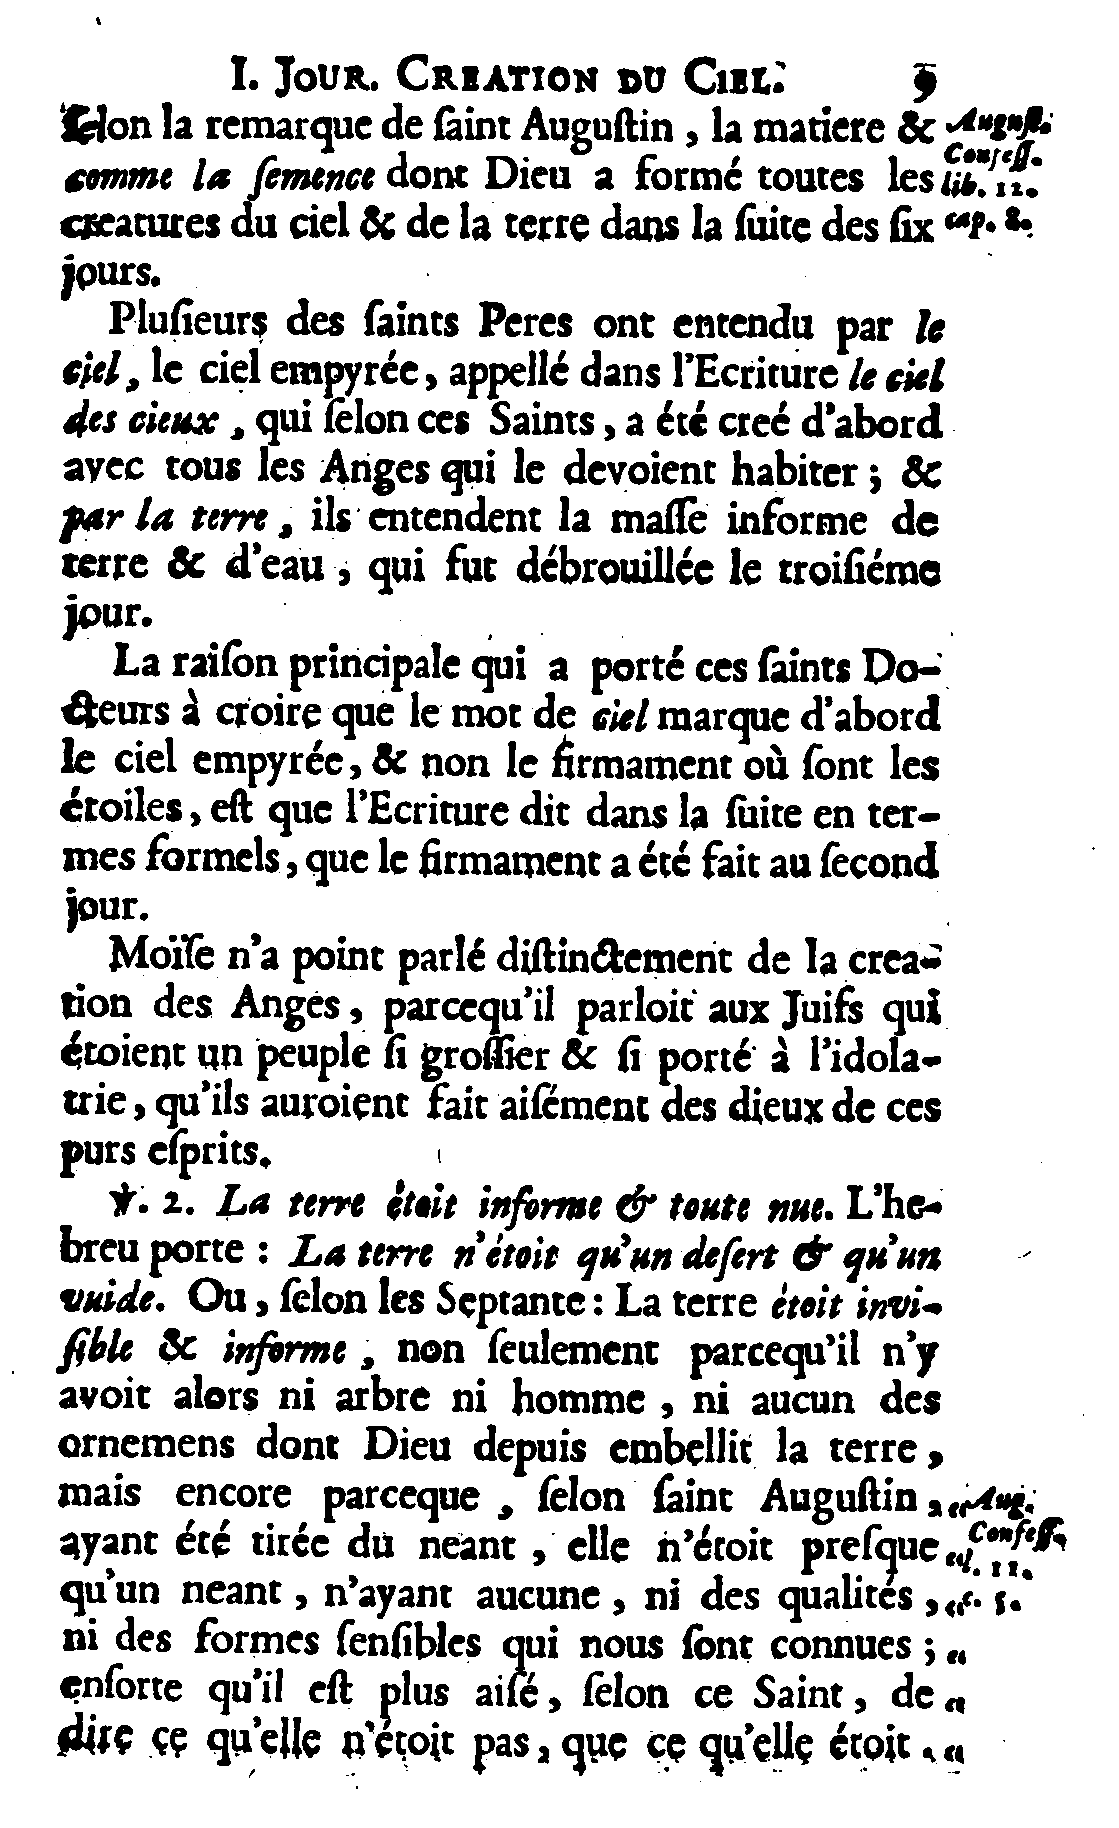 I. JOUR. CREATION DU CIEL. 9
ſelon la remarque de ſaint Auguſtin, la matiere & Auguſt.
Confeſſ.
comme la ſemence dont Dieu a formé toutes les lib. 12.
creatures du ciel & de la terre dans la ſuite des ſix cap. 8.
jours.
Pluſieurs des ſaints Peres ont entendu par le
ciel, le ciel empyrée, appellé dans l'Ecriture le ciel
des cieux, qui ſelon ces Saints, a été creé d'abord
avec tous les Anges qui le devoient habiter ; &
par la terre, ils entendent la maſſe informe de
terre & d'eau, qui fut débrouillée le troiſiéme
jour.
La raiſon principale qui a porté ces ſaints Do-
cteurs à croire que le mot de ciel marque d'abord
le ciel empyrée, & non le firmament où ſont les
étoiles, eſt que l'Ecriture dit dans la ſuite en ter-
mes formels, que le firmament a été fait au ſecond
jour.
Moïſe n'a point parlé diſtinctement de la crea-
tion des Anges, parcequ'il parloit aux Juifs qui
étoient un peuple ſi groſſier & ſi porté à l'idola-
trie, qu'ils auroient fait aiſément des dieux de ces
purs eſprits.
℣. 2. La terre étoit informe & toute nue. L'he-
breu porte : La terre n'étoit qu'un deſert & qu'un
vuide. Ou, ſelon les Septante : La terre étoit invi-
ſible & informe, non ſeulement parcequ'il n'y
avoit alors ni arbre ni homme, ni aucun des
ornemens dont Dieu depuis embellit la terre,
mais encore parceque, ſelon ſaint Auguſtin, „ Aug.
ayant été tirée du neant, elle n'étoit preſque „ Confeſſ.
l. 12.
qu'un neant, n'ayant aucune, ni des qualités, „ c. 3.
ni des formes ſenſibles qui nous ſont connues ; „
enſorte qu'il eſt plus aiſé, ſelon ce Saint, de „
dire ce qu'elle n'étoit pas, que ce qu'elle étoit. „